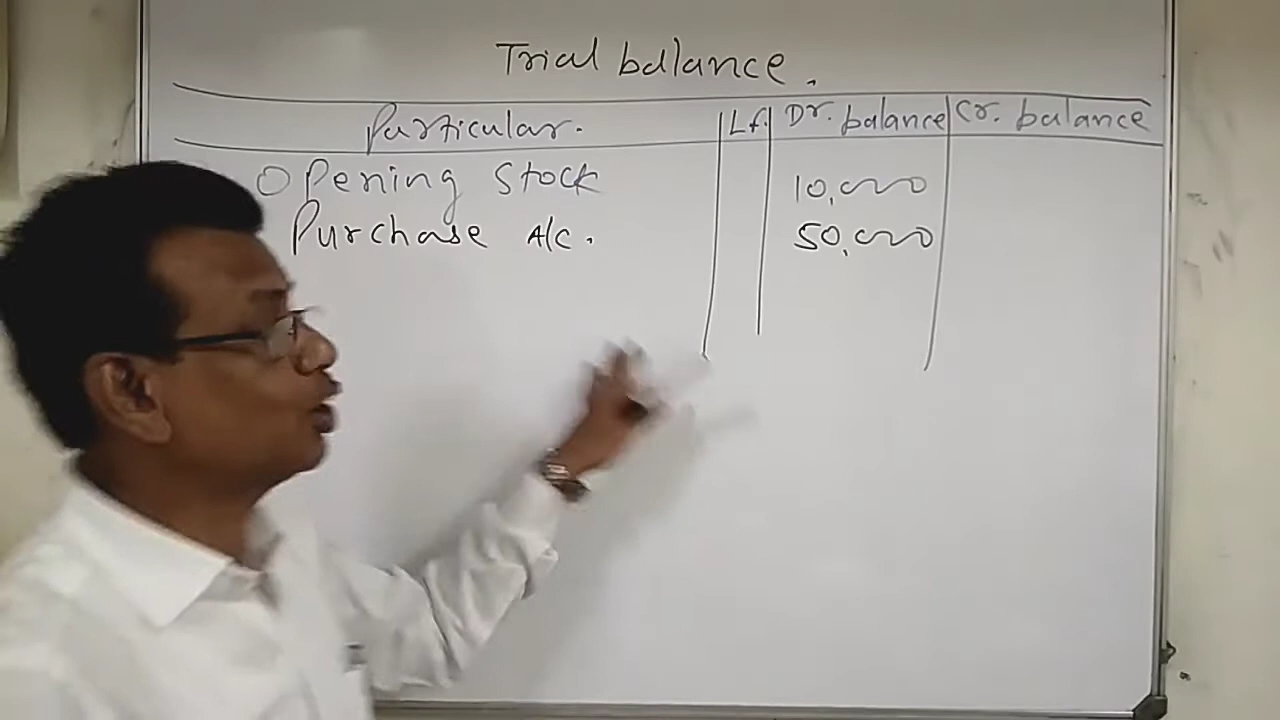 Trial balance.
Particular. Lf. Dr. balance Cr. balance
Opening Stock 10,000
Purchase A/c. 50,000